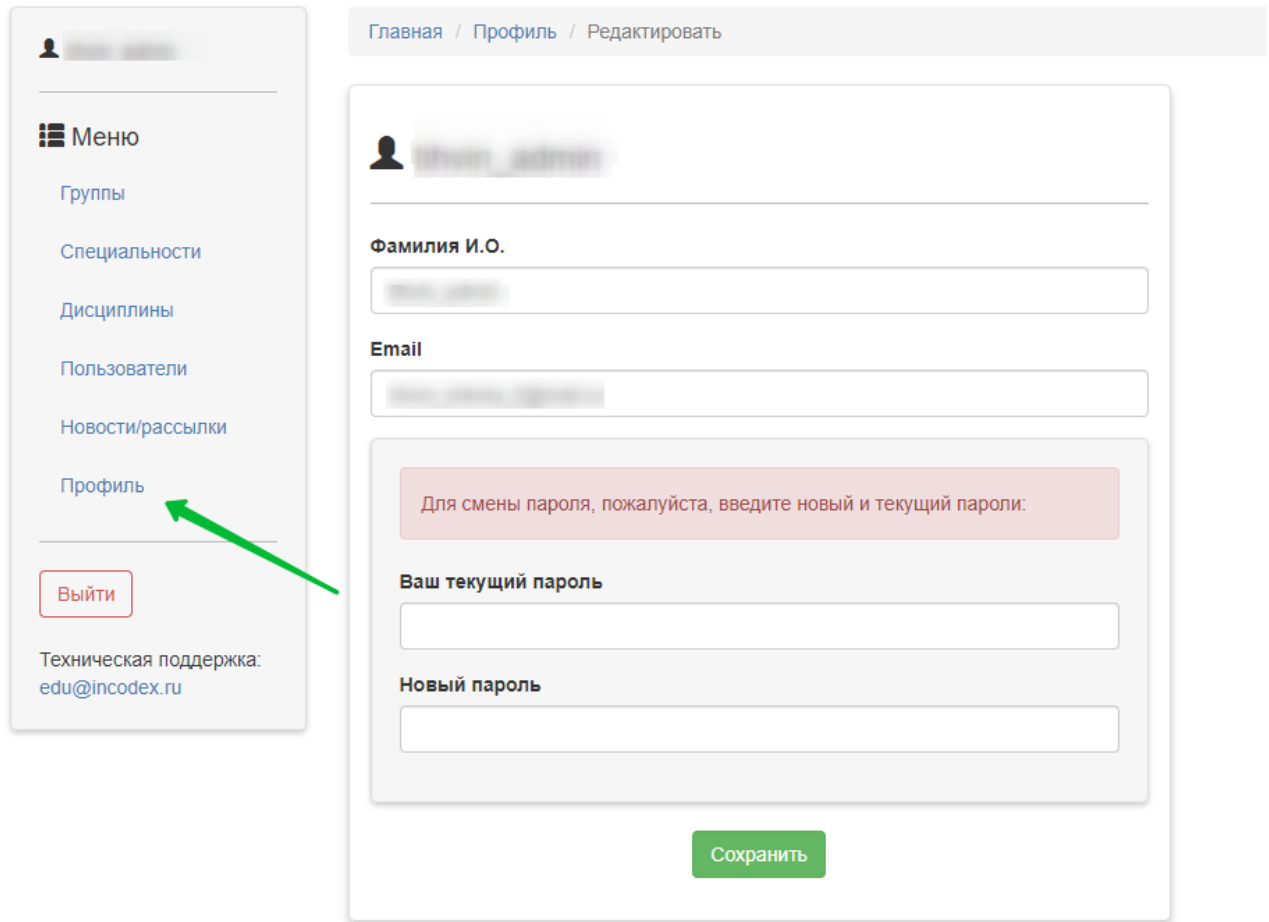 Меню
Группы
Специальности
Дисциплины
Пользователи
Новости/рассылки
Профиль
Выйти
Техническая поддержка:
edu@incodex.ru
Главная / Профиль / Редактировать
Фамилия И.О.
Email
Для смены пароля, пожалуйста, введите новый и текущий пароли:
Ваш текущий пароль
Новый пароль
Сохранить